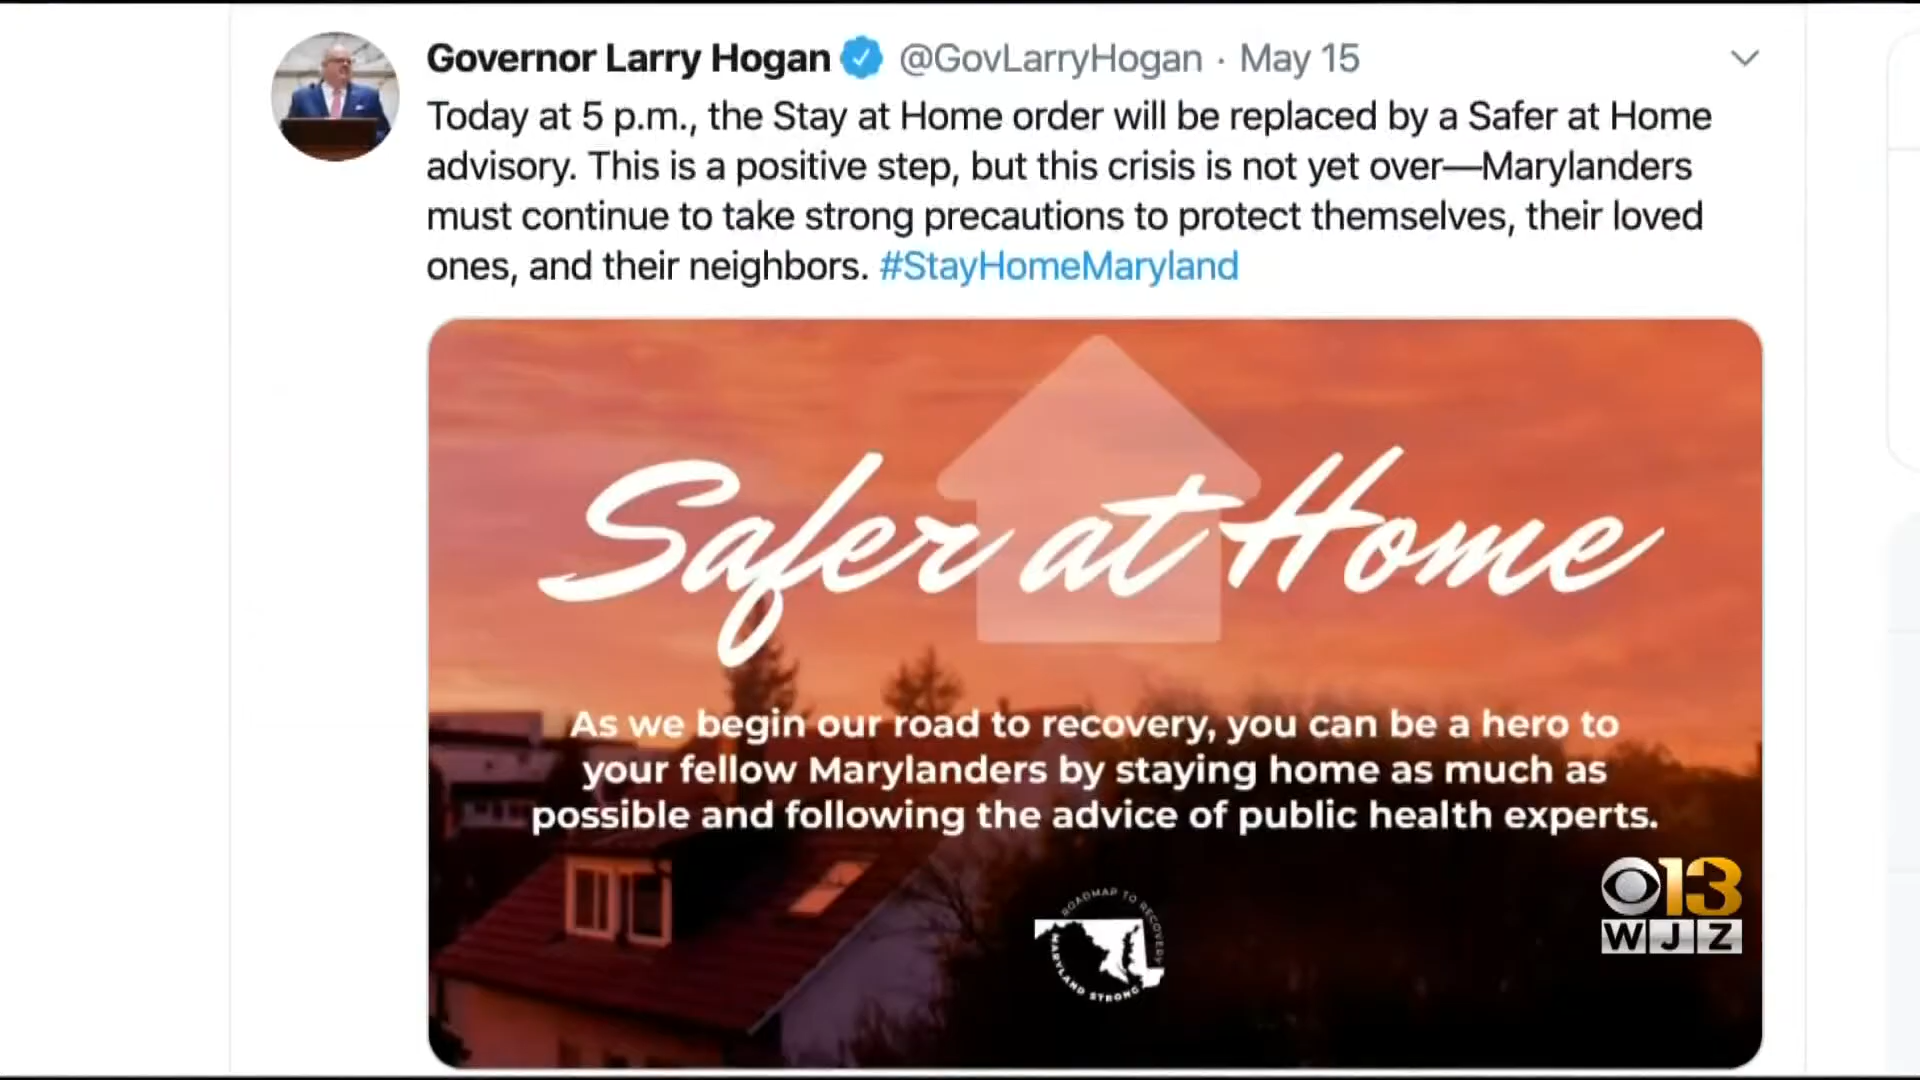 Governor Larry Hogan @GovLarryHogan · May 15
Today at 5 p.m., the Stay at Home order will be replaced by a Safer at Home
advisory. This is a positive step, but this crisis is not yet over—Marylanders
must continue to take strong precautions to protect themselves, their loved
ones, and their neighbors. #StayHomeMaryland
Safer at Home
As we begin our road to recovery, you can be a hero to
your fellow Marylanders by staying home as much as
possible and following the advice of public health experts.
ROADMAP TO RECOVERY
MARYLAND STRONG
13
WJZ